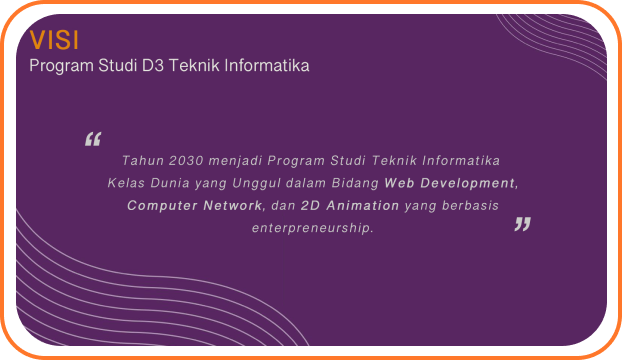 VISI
Program Studi D3 Teknik Informatika
“
Tahun 2030 menjadi Program Studi Teknik Informatika
Kelas Dunia yang Unggul dalam Bidang Web Development,
Computer Network, dan 2D Animation yang berbasis
enterpreneurship.
”